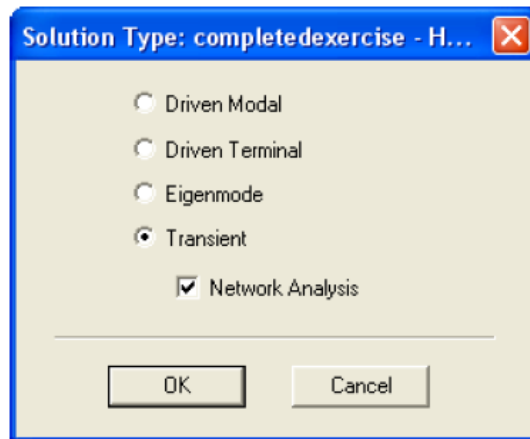 Solution Type: completedexercise - H...
Driven Modal
Driven Terminal
Eigenmode
Transient
Network Analysis
OK
Cancel